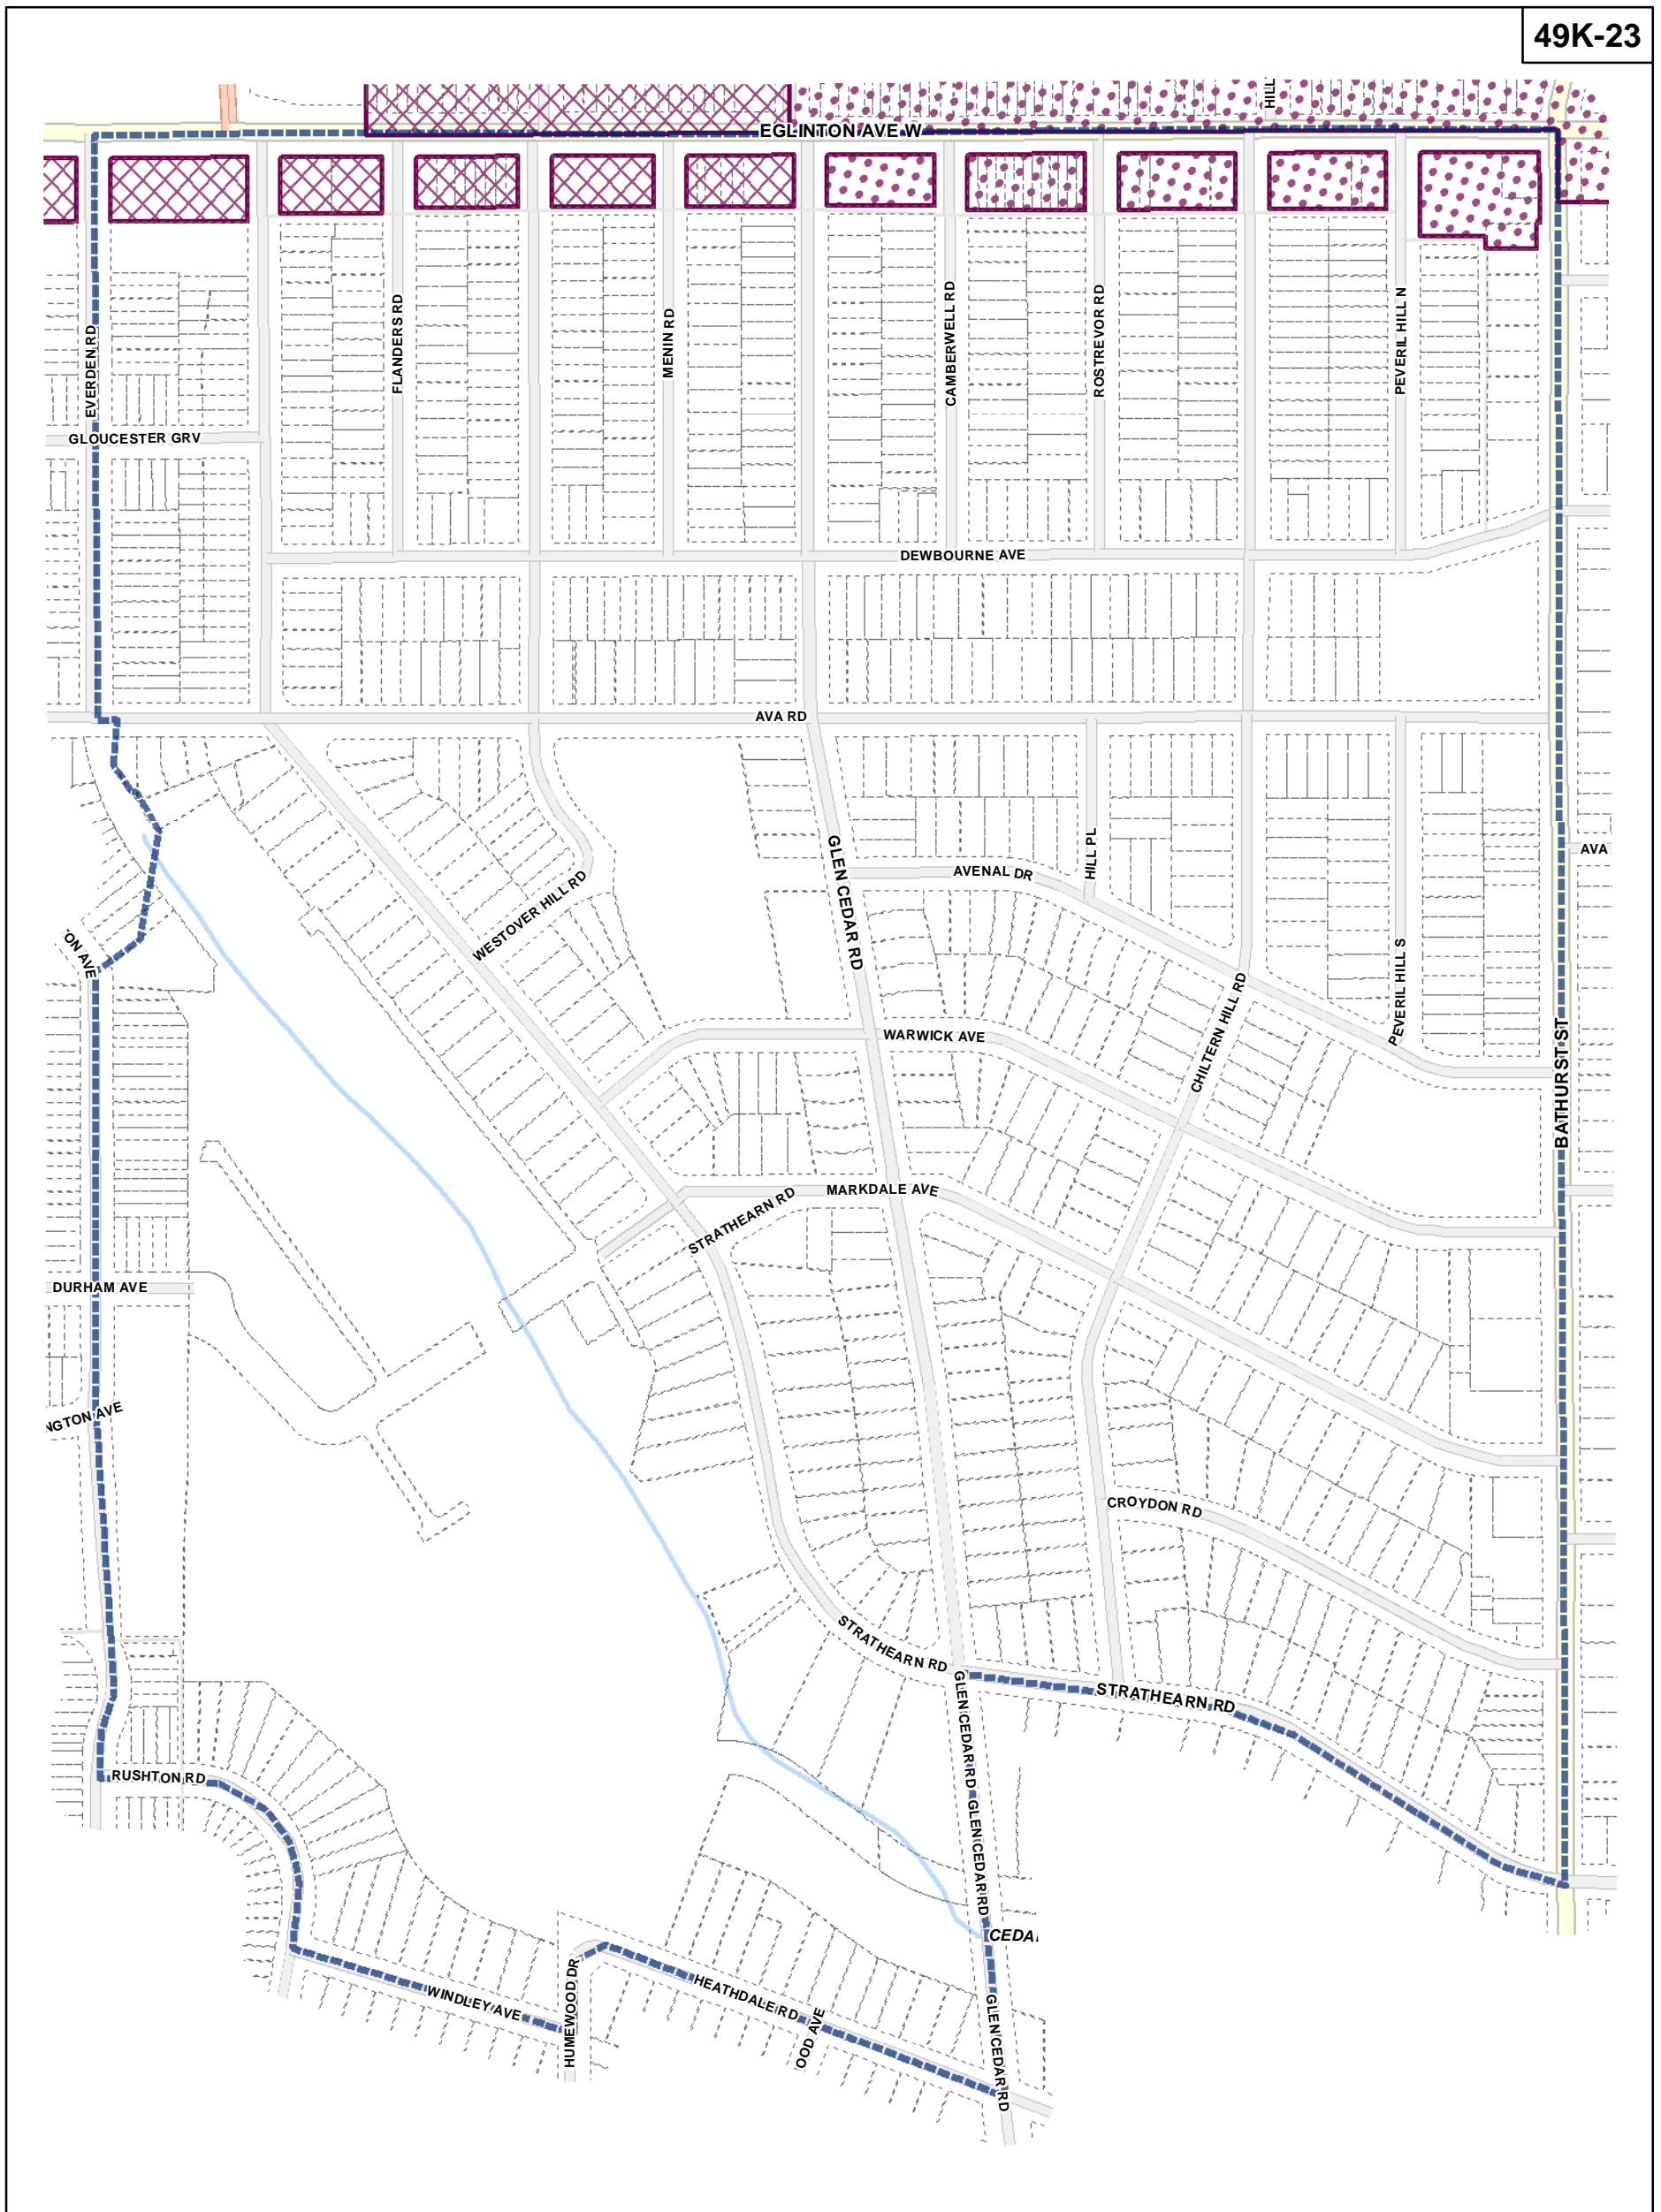 49K-23
HILL
EGLINTON AVE W
EVERDEN RD
FLANDERS RD
MENIN RD
CAMBERWELL RD
ROSTREVOR RD
PEVERIL HILL N
GLOUCESTER GRV
DEWBOURNE AVE
AVA RD
GLEN CEDAR RD
HILL PL
AVA
AVENAL DR
WESTOVER HILL RD
ON AVE
PEVERIL HILL S
CHILTERN HILL RD
WARWICK AVE
BATHURST ST
MARKDALE AVE
STRATHEARN RD
DURHAM AVE
NGTON AVE
CROYDON RD
STRATHEARN RD
STRATHEARN RD
GLEN CEDAR RD
RUSHTON RD
GLEN CEDAR RD
CEDA
WINDLEY AVE
HUMEWOOD DR
HEATHDALE RD
OOD AVE
GLEN CEDAR RD